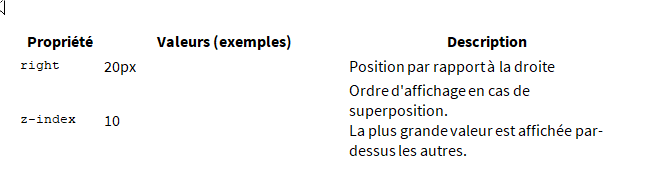 Propriété Valeurs (exemples) Description
right 20px Position par rapport à la droite
Ordre d'affichage en cas de
superposition.
z-index 10
La plus grande valeur est affichée par-
dessus les autres.